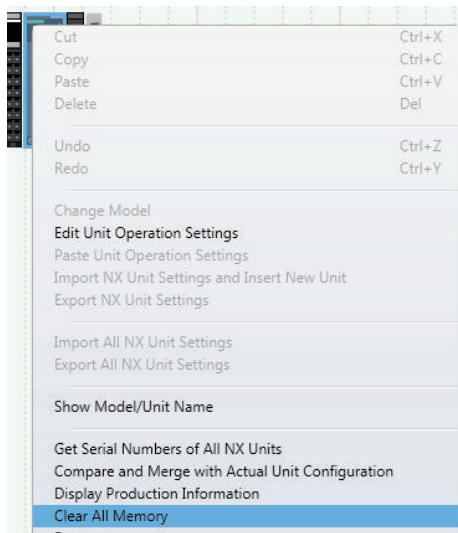 Cut Ctrl+X
Copy Ctrl+C
Paste Ctrl+V
Delete Del
Undo Ctrl+Z
Redo Ctrl+Y
Change Model
Edit Unit Operation Settings
Paste Unit Operation Settings
Import NX Unit Settings and Insert New Unit
Export NX Unit Settings
Import All NX Unit Settings
Export All NX Unit Settings
Show Model/Unit Name
Get Serial Numbers of All NX Units
Compare and Merge with Actual Unit Configuration
Display Production Information
Clear All Memory